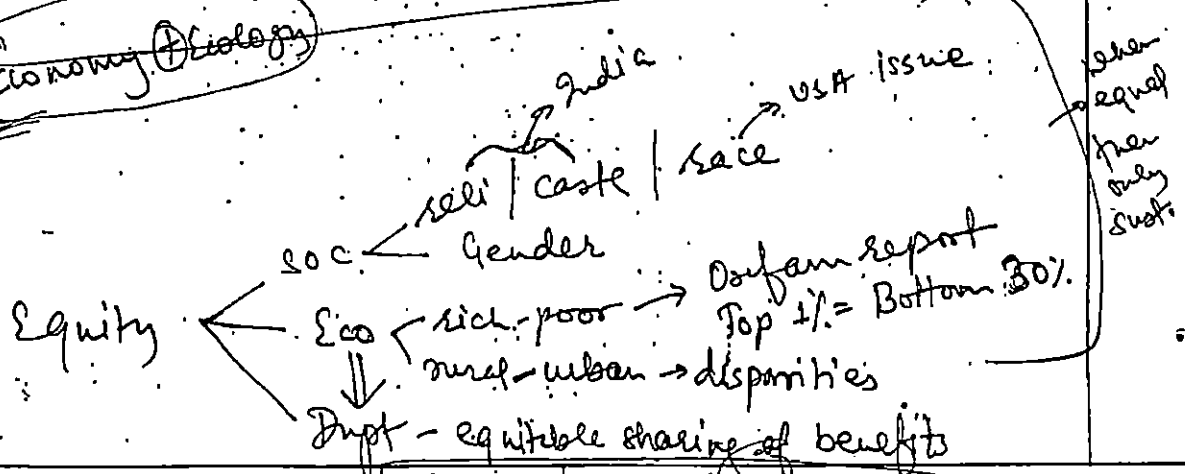 Economy + Ecology
India
USA issue
reli | caste | race
when
equal
then
only
sust.
SOC.
Gender
Equity
Eco
rich-poor → Oxfam report
Top 1% = Bottom 30%
rural-urban → disparities
Dvpt - equitable sharing of benefits